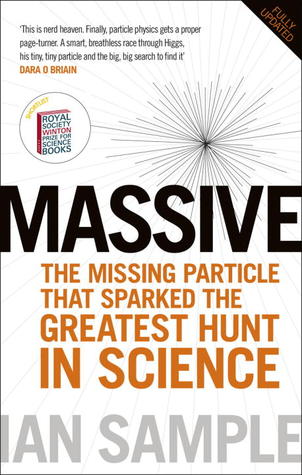 'This is nerd heaven. Finally, particle physics gets a proper
page-turner. A smart, breathless race through Higgs,
his tiny, tiny particle and the big, big search to find it'
DARA O BRIAIN
FULLY UPDATED
SHORTLIST
ROYAL
SOCIETY
WINTON
PRIZE FOR
SCIENCE
BOOKS
MASSIVE
THE MISSING PARTICLE
THAT SPARKED THE
GREATEST HUNT
IN SCIENCE
IAN SAMPLE